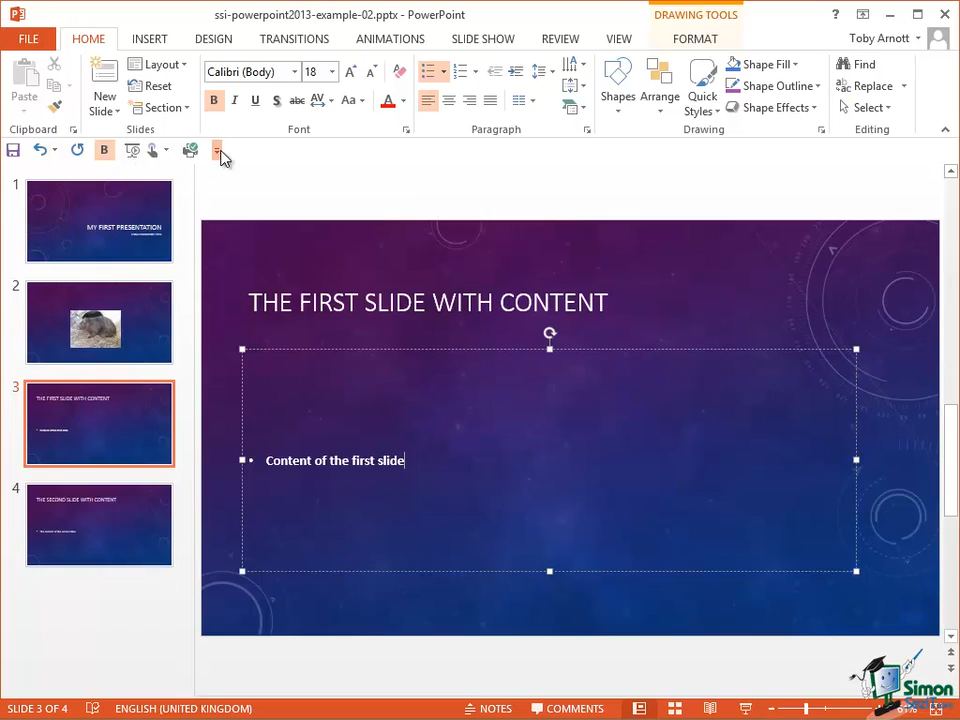 ssi-powerpoint2013-example-02.pptx - PowerPoint
DRAWING TOOLS
?
FILE HOME INSERT DESIGN TRANSITIONS ANIMATIONS SLIDE SHOW REVIEW VIEW FORMAT
Toby Arnott
Paste
New
Slide
Layout
Reset
Section
Calibri (Body) 18
B I U S abc AV Aa A
Shapes
Arrange
Quick
Styles
Shape Fill
Shape Outline
Shape Effects
Find
Replace
Select
Clipboard Slides Font Paragraph Drawing Editing
B
1
MY FIRST PRESENTATION
2
3
THE FIRST SLIDE WITH CONTENT
4
THE SECOND SLIDE WITH CONTENT
THE FIRST SLIDE WITH CONTENT
• Content of the first slide
Simon
SLIDE 3 OF 4 ENGLISH (UNITED KINGDOM) NOTES COMMENTS